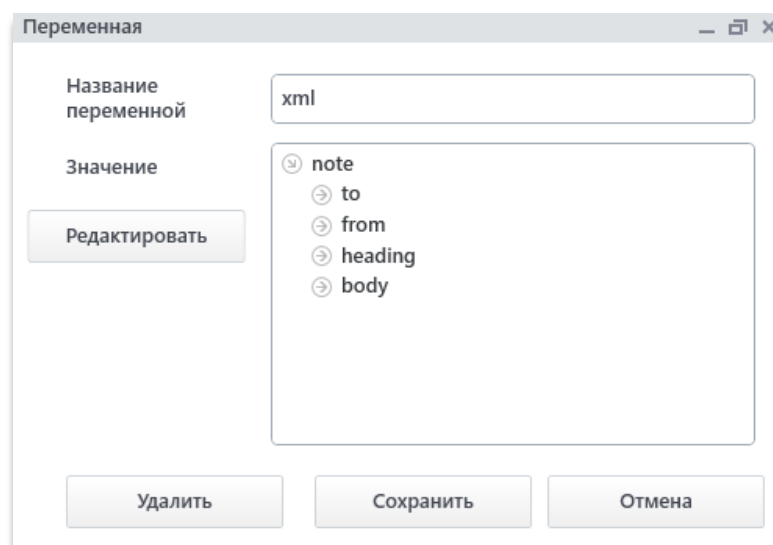 Переменная
Название
переменной
xml
Значение
note
to
Редактировать
from
heading
body
Удалить
Сохранить
Отмена